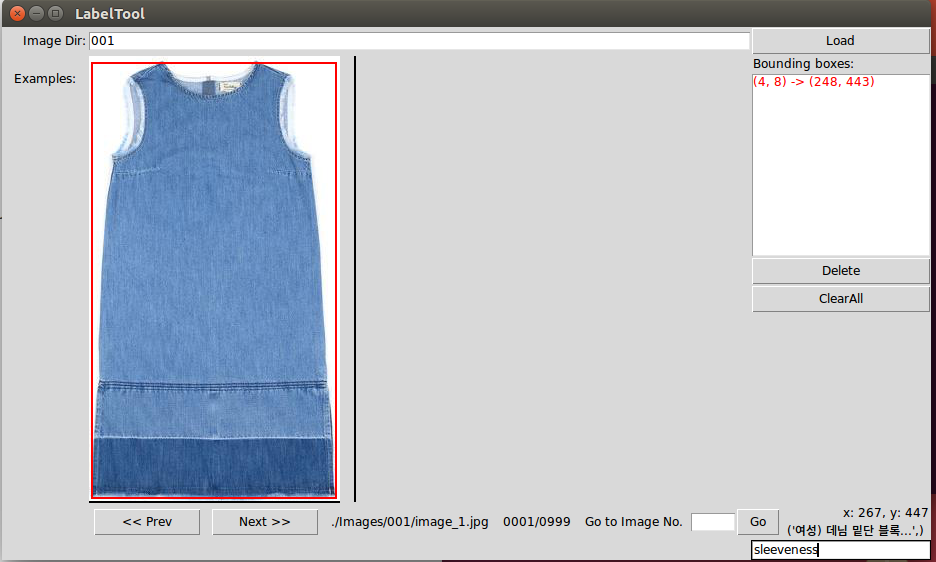 LabelTool
Image Dir: 001
Load
Examples:
Bounding boxes:
(4, 8) -> (248, 443)
Delete
ClearAll
<< Prev
Next >>
./Images/001/image_1.jpg
0001/0999
Go to Image No.
Go
x: 267, y: 447
('여성) 데님 밑단 블록...',)
sleeveness